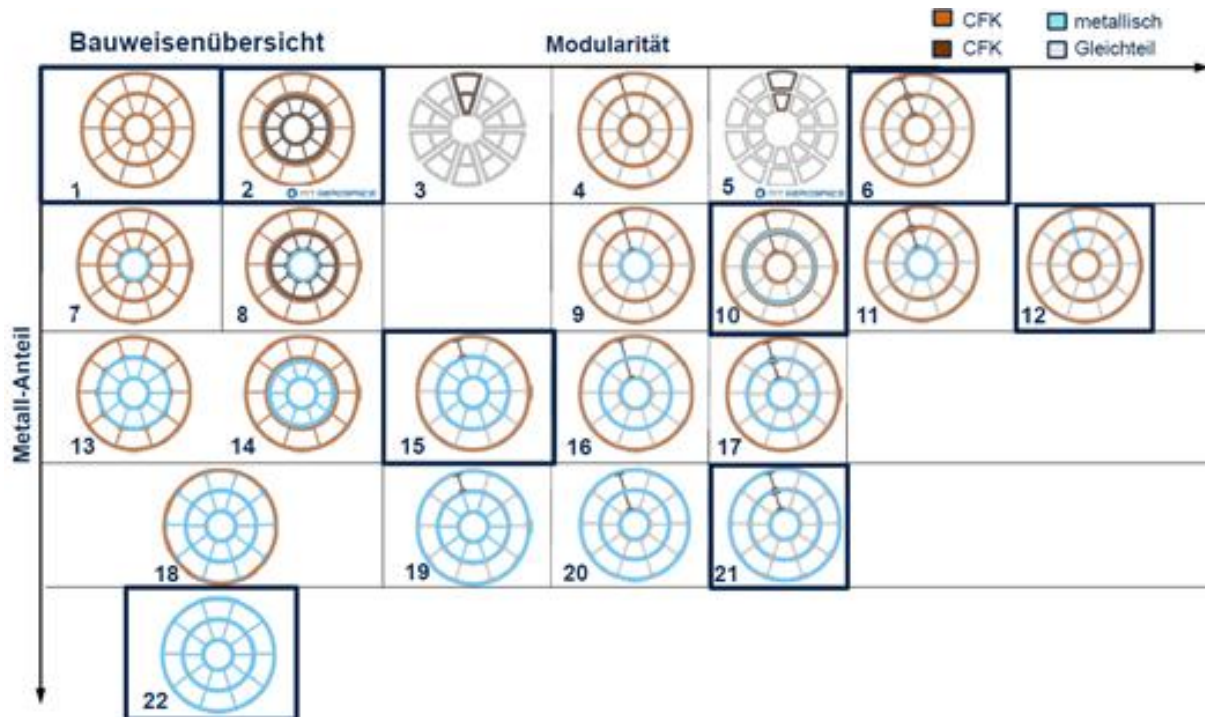 CFK metallisch
Bauweisenübersicht Modularität
CFK Gleichteil
1 2 3 4 5 6
7 8 9 10 11 12
Metall-Anteil
13 14 15 16 17
18 19 20 21
22